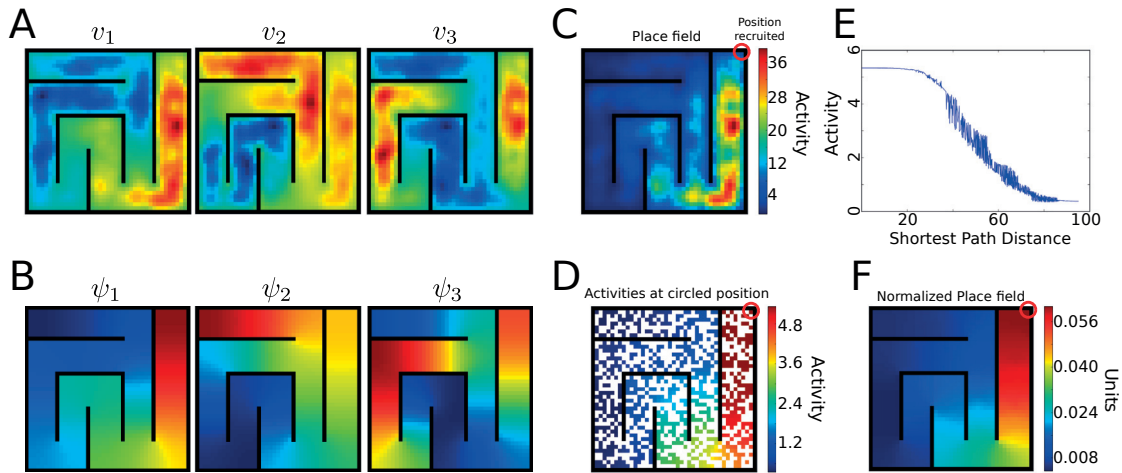 A
v₁
v₂
v₃
C
Place field
Position
recruited
36
28
20
12
4
Activity
E
6
4
2
0
Activity
20
60
100
Shortest Path Distance
B
ψ₁
ψ₂
ψ₃
D
Activities at circled position
4.8
3.6
2.4
1.2
Activity
F
Normalized Place field
0.056
0.040
0.024
0.008
Units